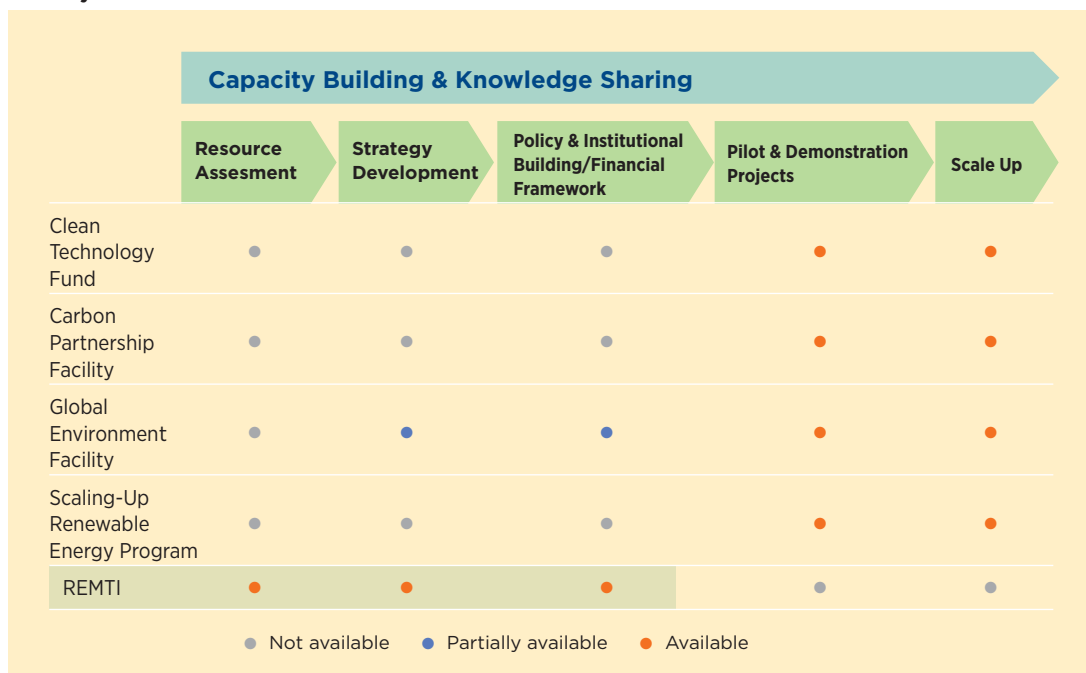 Capacity Building & Knowledge Sharing
Resource
Assesment
Strategy
Development
Policy & Institutional
Building/Financial
Framework
Pilot & Demonstration
Projects
Scale Up
Clean
Technology
Fund
Carbon
Partnership
Facility
Global
Environment
Facility
Scaling-Up
Renewable
Energy Program
REMTI
Not available
Partially available
Available